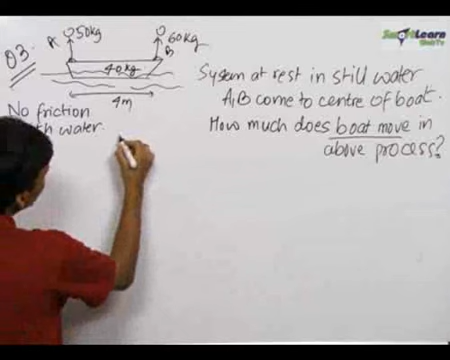 Q3.
A 50kg
60kg
B
40kg
4m
No friction
water.
System at rest in still water
A,B come to centre of boat.
How much does boat move in
above process?
SmartLearn